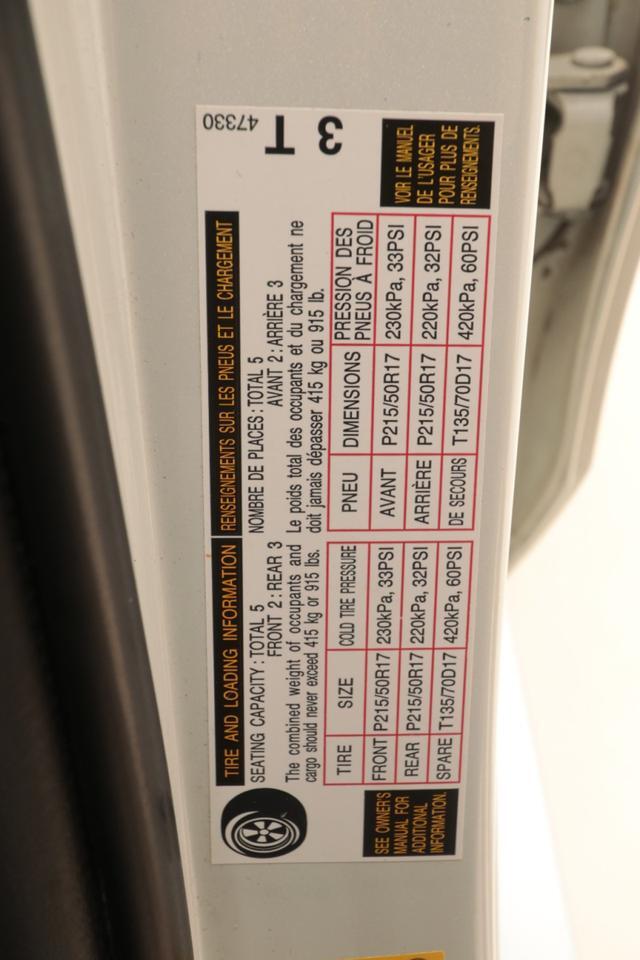 TIRE AND LOADING INFORMATION
SEATING CAPACITY: TOTAL 5
FRONT 2: REAR 3
The combined weight of occupants and
cargo should never exceed 415 kg or 915 lbs.
TIRE SIZE COLD TIRE PRESSURE
FRONT P215/50R17 230kPa, 33PSI
REAR P215/50R17 220kPa, 32PSI
SPARE T135/70D17 420kPa, 60PSI
SEE OWNER'S
MANUAL FOR
ADDITIONAL
INFORMATION.
RENSEIGNEMENTS SUR LES PNEUS ET LE CHARGEMENT
NOMBRE DE PLACES: TOTAL 5
AVANT 2: ARRIÈRE 3
Le poids total des occupants et du chargement ne
doit jamais dépasser 415 kg ou 915 lb.
PNEU DIMENSIONS PRESSION DES
PNEUS À FROID
AVANT P215/50R17 230kPa, 33PSI
ARRIÈRE P215/50R17 220kPa, 32PSI
DE SECOURS T135/70D17 420kPa, 60PSI
VOIR LE MANUEL
DE L'USAGER
POUR PLUS DE
RENSEIGNEMENTS.
47330
T
3